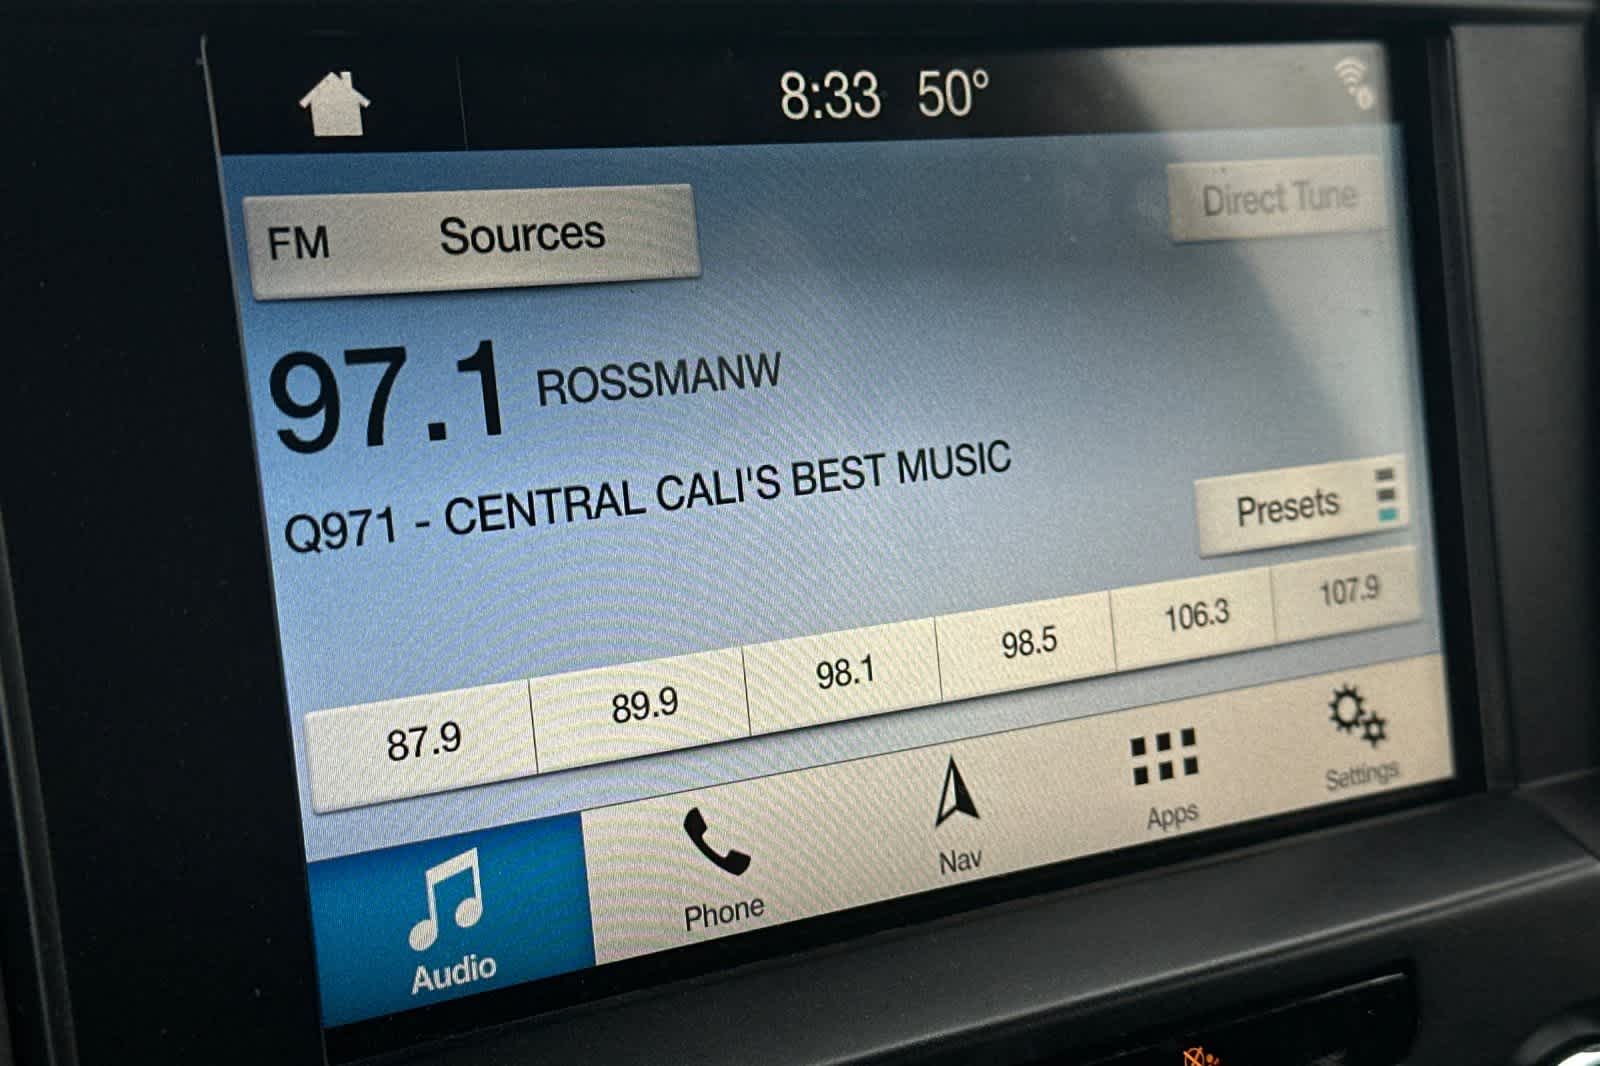 8:33 50°
FM Sources
Direct Tune
97.1 ROSSMANW
Q971 - CENTRAL CALI'S BEST MUSIC
Presets
87.9 89.9 98.1 98.5 106.3 107.9
Audio Phone Nav Apps Settings